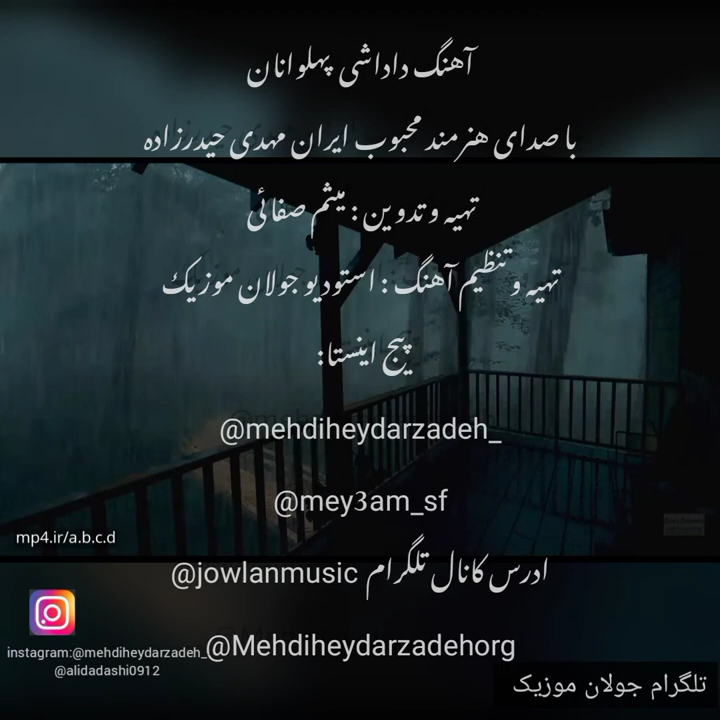 آهنگ داداشی پهلوانان
با صدای هنرمند محبوب ایران مهدی حیدرزاده
تهیه و تدوین : میثم صفائی
تهیه و تنظیم آهنگ : استودیو جولان موزیک
پیج اینستا:
@mehdiheydarzadeh_
@mey3am_sf
ادرس کانال تلگرام @jowlanmusic
@Mehdiheydarzadehorg
mp4.ir/a.b.c.d
instagram:@mehdiheydarzadeh_
@alidadashi0912
تلگرام جولان موزیک